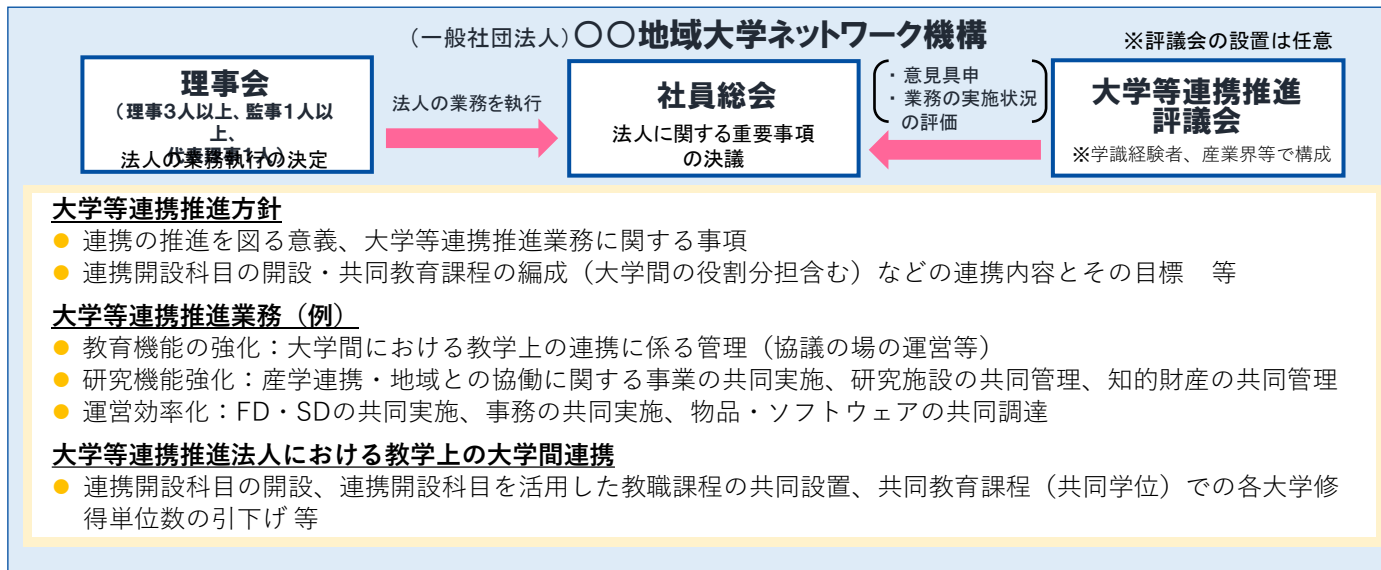 (一般社団法人)〇〇地域大学ネットワーク機構
※評議会の設置は任意
理事会
(理事3人以上、監事1人以
上、
代表理事1人)
法人の業務執行の決定
法人の業務を執行
社員総会
法人に関する重要事項
の決議
・意見具申
・業務の実施状況
の評価
大学等連携推進
評議会
※学識経験者、産業界等で構成
大学等連携推進方針
● 連携の推進を図る意義、大学等連携推進業務に関する事項
● 連携開設科目の開設・共同教育課程の編成(大学間の役割分担含む)などの連携内容とその目標 等
大学等連携推進業務(例)
● 教育機能の強化:大学間における教学上の連携に係る管理(協議の場の運営等)
● 研究機能強化:産学連携・地域との協働に関する事業の共同実施、研究施設の共同管理、知的財産の共同管理
● 運営効率化:FD・SDの共同実施、事務の共同実施、物品・ソフトウェアの共同調達
大学等連携推進法人における教学上の大学間連携
● 連携開設科目の開設、連携開設科目を活用した教職課程の共同設置、共同教育課程(共同学位)での各大学修
得単位数の引下げ 等